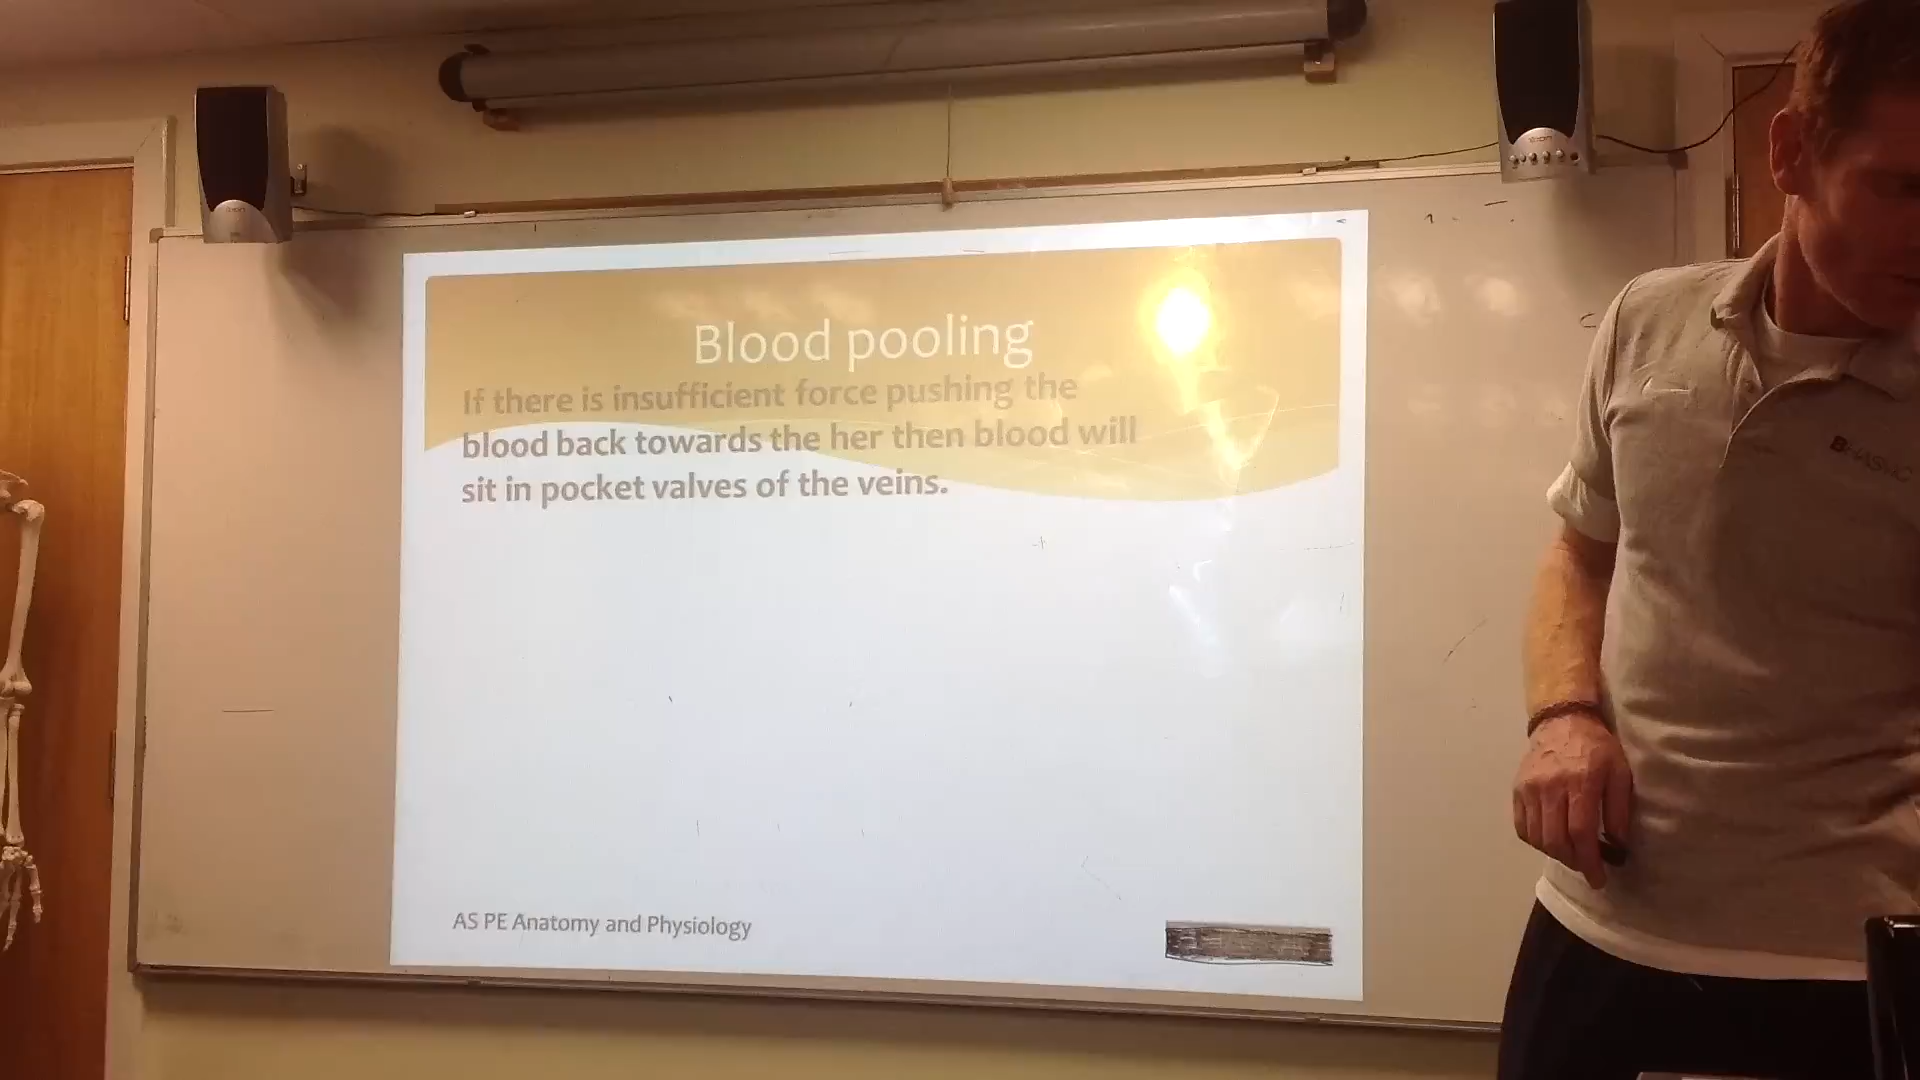 Blood pooling
If there is insufficient force pushing the
blood back towards the her then blood will
sit in pocket valves of the veins.
AS PE Anatomy and Physiology